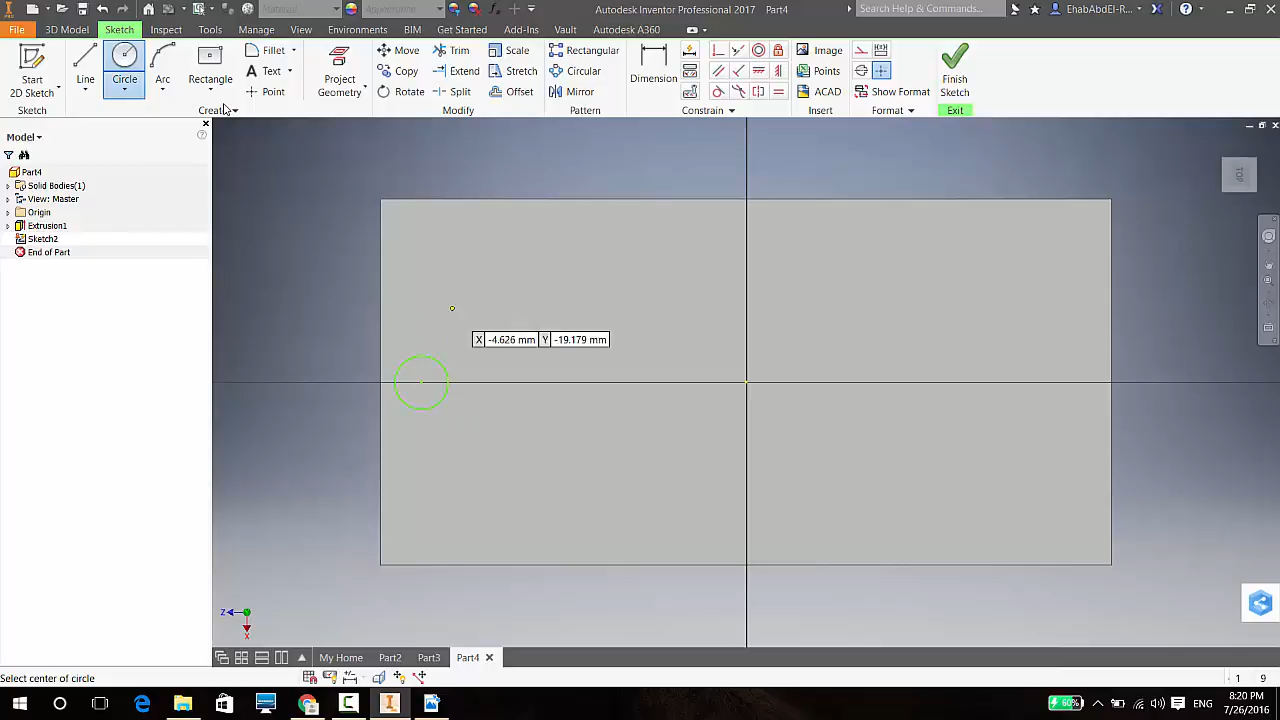 Material
Appearance
Autodesk Inventor Professional 2017 Part4
Search Help & Commands...
EhabAbdEl-R...
File 3D Model Sketch Inspect Tools Manage View Environments BIM Get Started Add-Ins Vault Autodesk A360
Start
2D Sketch
Line
Circle
Arc
Rectangle
Fillet
Text
Point
Project
Geometry
Move
Copy
Rotate
Trim
Extend
Split
Scale
Stretch
Offset
Rectangular
Circular
Mirror
Dimension
Image
Points
ACAD
Show Format
Finish
Sketch
Sketch Create Modify Pattern Constrain Insert Format Exit
Model
Part4
Solid Bodies(1)
View: Master
Origin
Extrusion1
Sketch2
End of Part
TOP
X -4.626 mm Y -19.179 mm
Z
X
My Home Part2 Part3 Part4
Select center of circle
1 9
60%
ENG
8:20 PM
7/26/2016